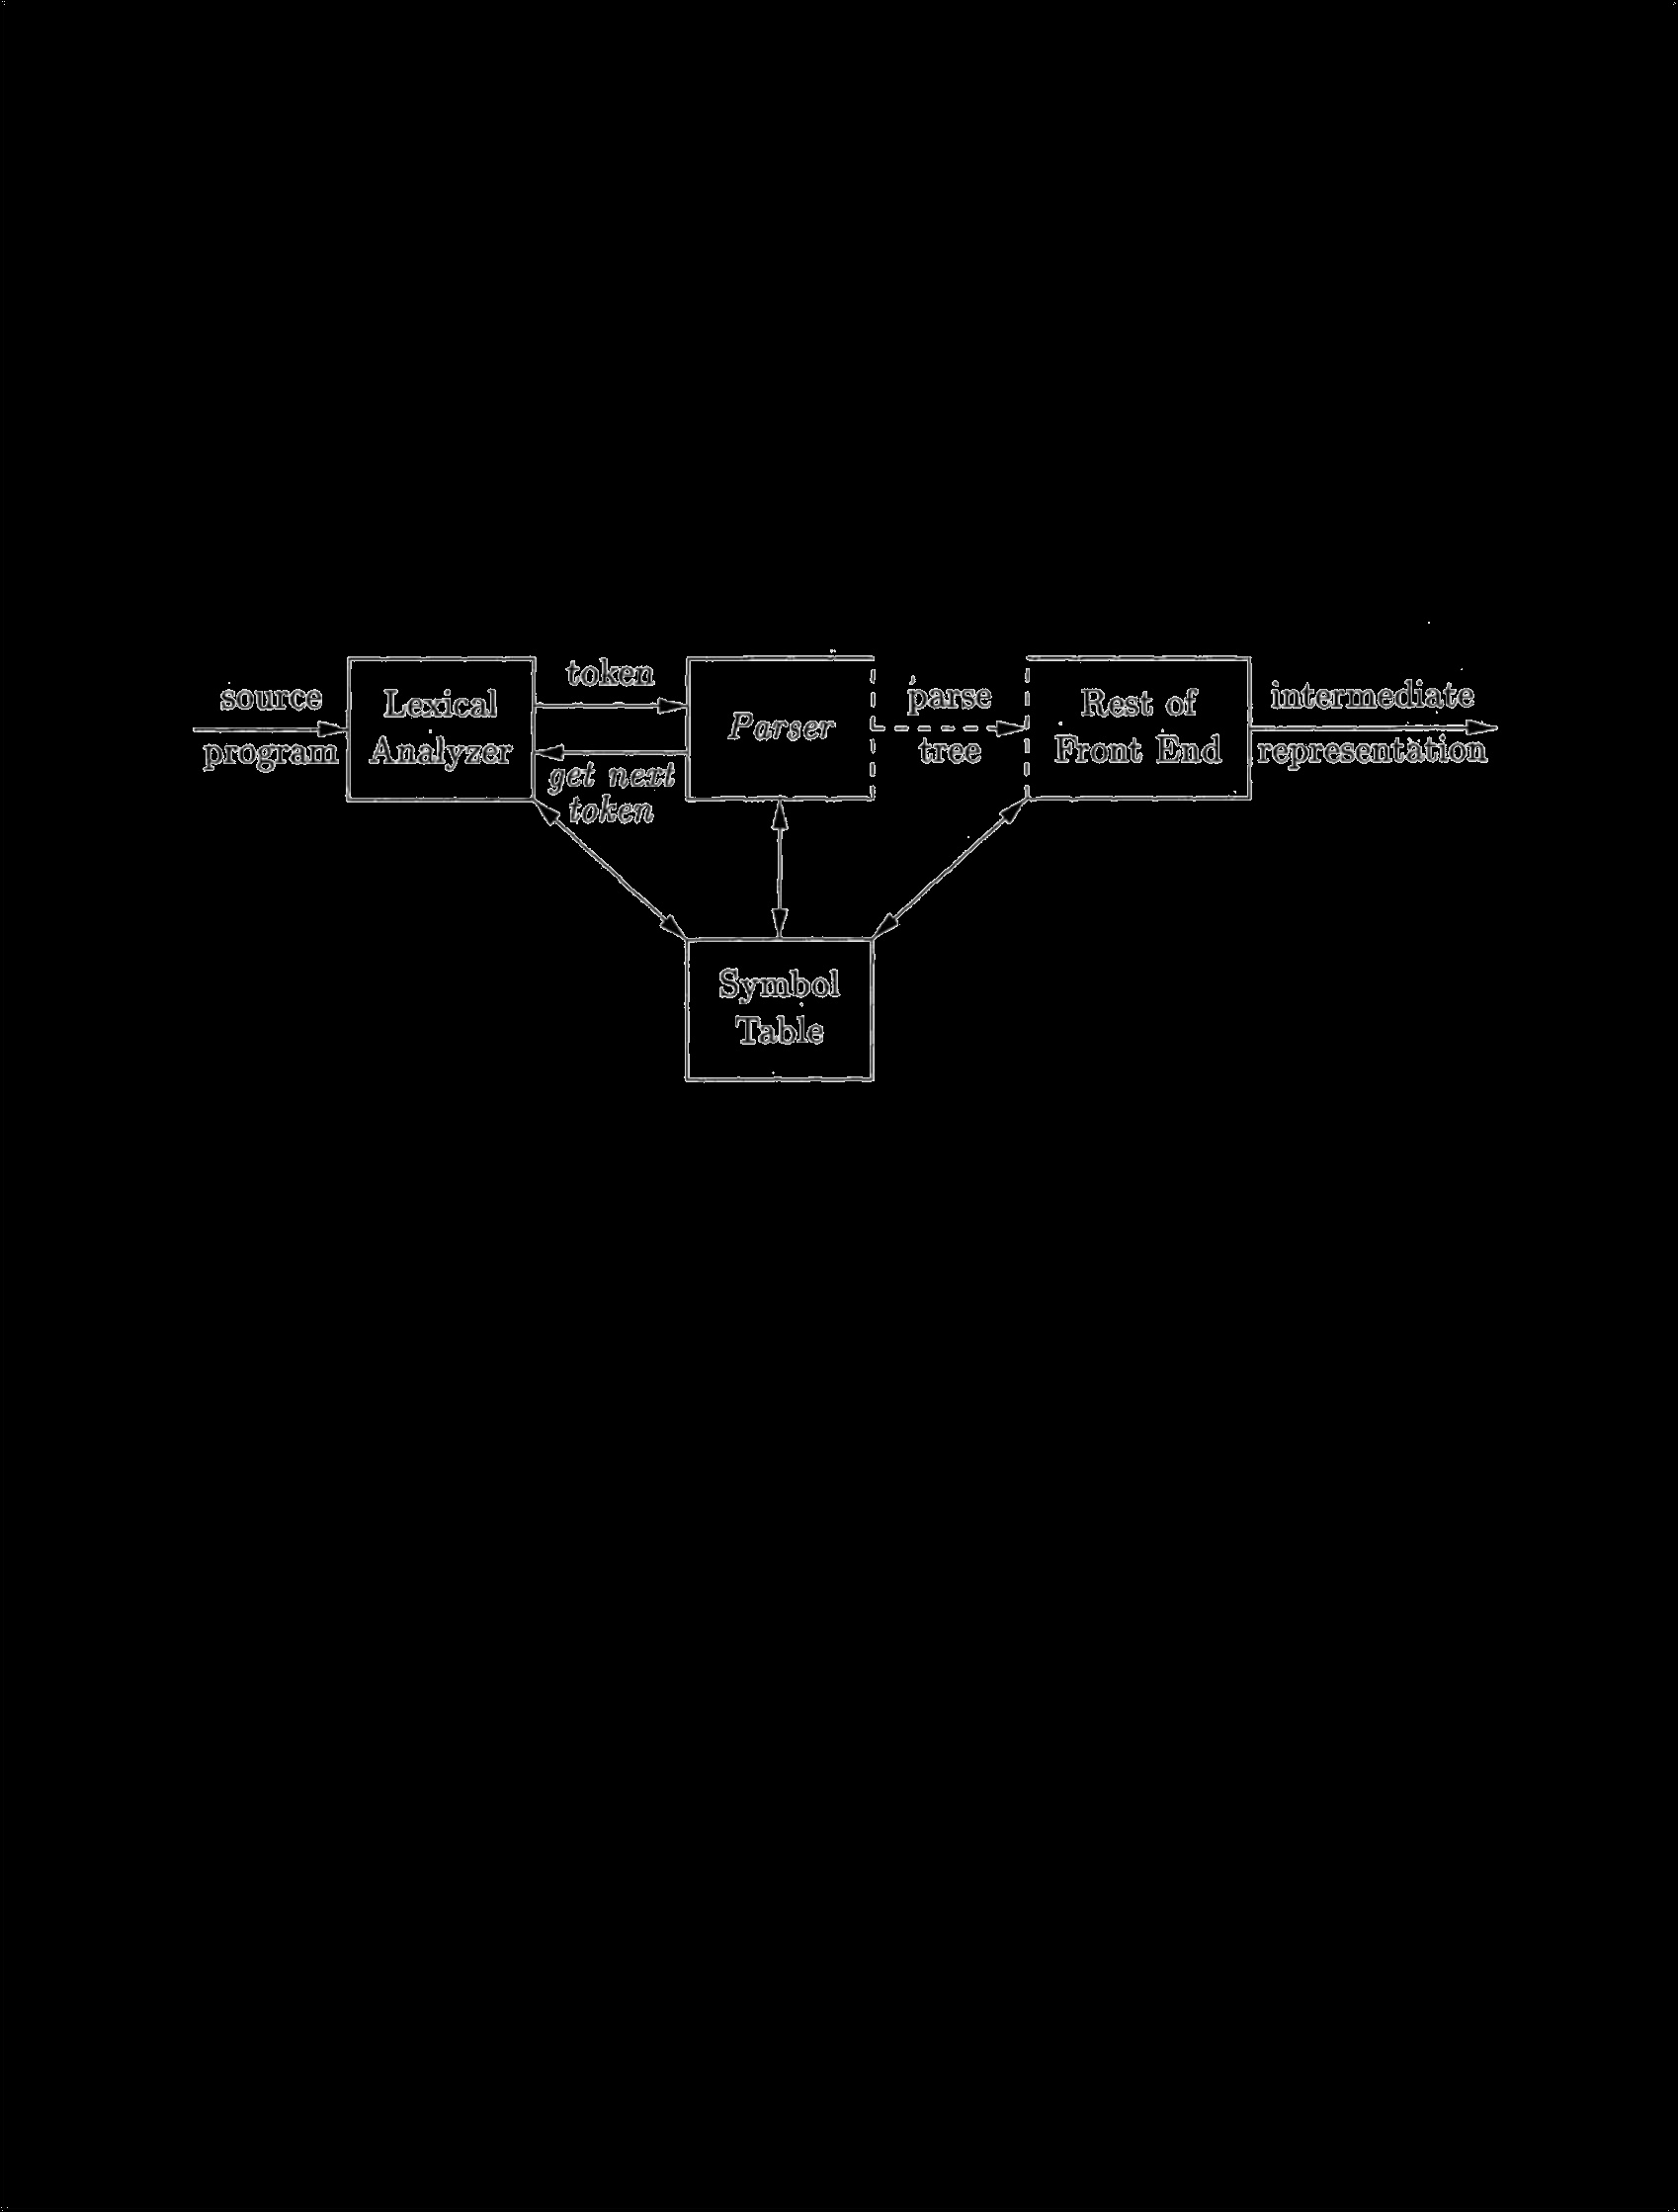 source
program
Lexical
Analyzer
token
get next
token
Parser
parse
tree
Rest of
Front End
intermediate
representation
Symbol
Table